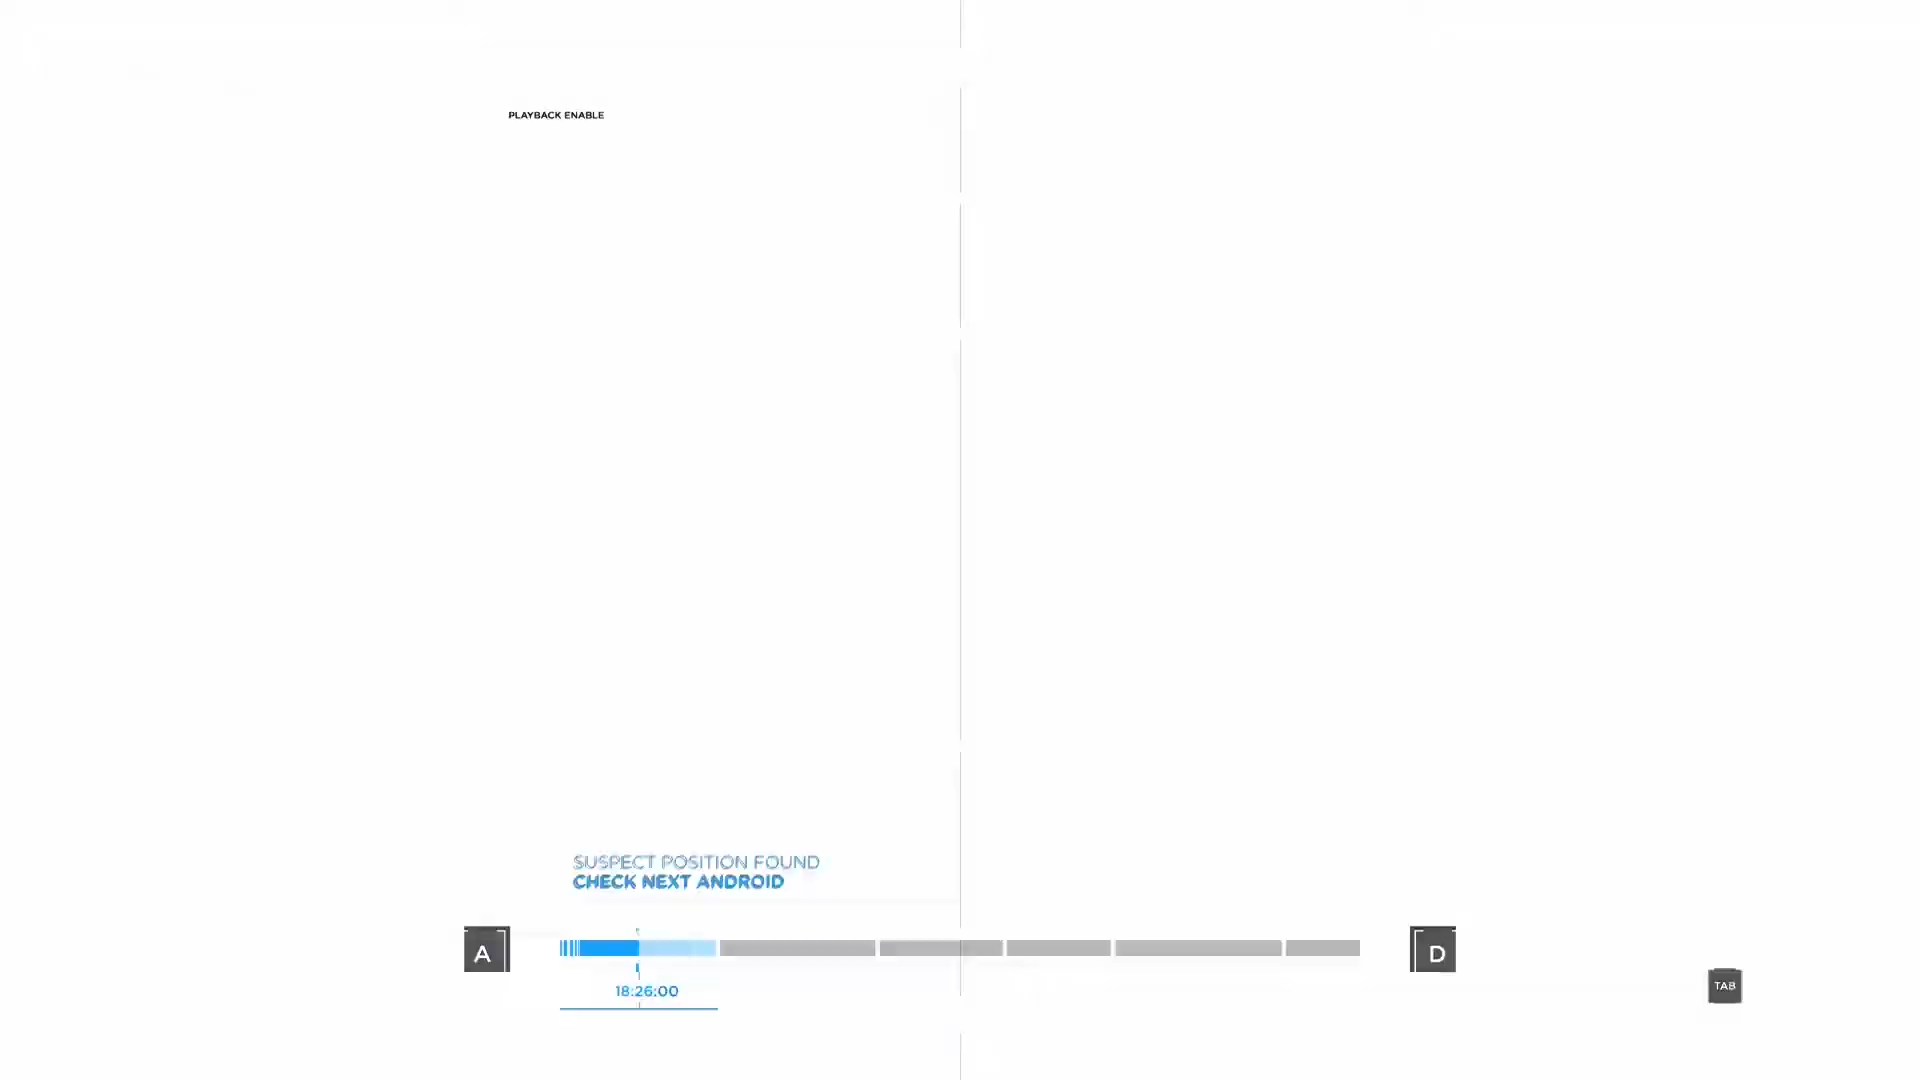 PLAYBACK ENABLE
SUSPECT POSITION FOUND
CHECK NEXT ANDROID
A
D
18:26:00
TAB